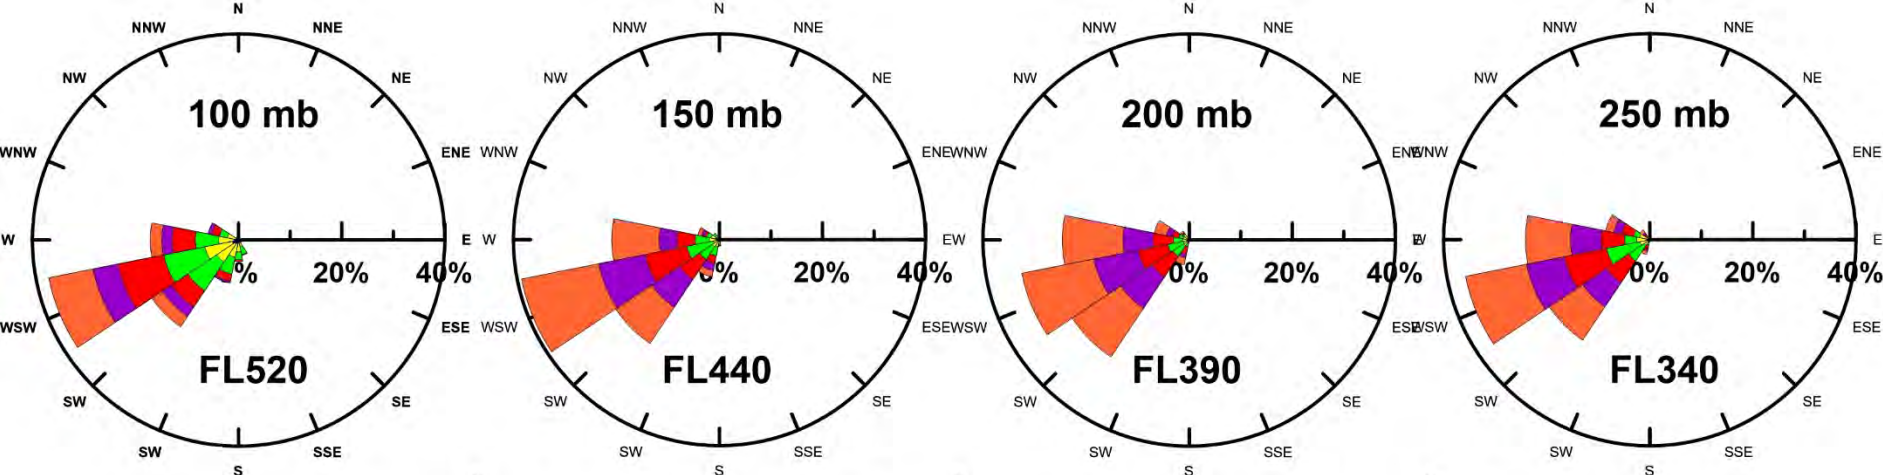 N
NNW NNE
NW NE
100 mb
WNW ENE
W E
0% 20% 40%
WSW ESE
FL520
SW SE
SW SSE
S
N
NNW NNE
NW NE
150 mb
WNW ENE
W E
0% 20% 40%
WSW ESE
FL440
SW SE
SW SSE
S
N
NNW NNE
NW NE
200 mb
WNW ENE
W E
0% 20% 40%
WSW ESE
FL390
SW SE
SW SSE
S
N
NNW NNE
NW NE
250 mb
WNW ENE
W E
0% 20% 40%
WSW ESE
FL340
SW SE
SW SSE
S